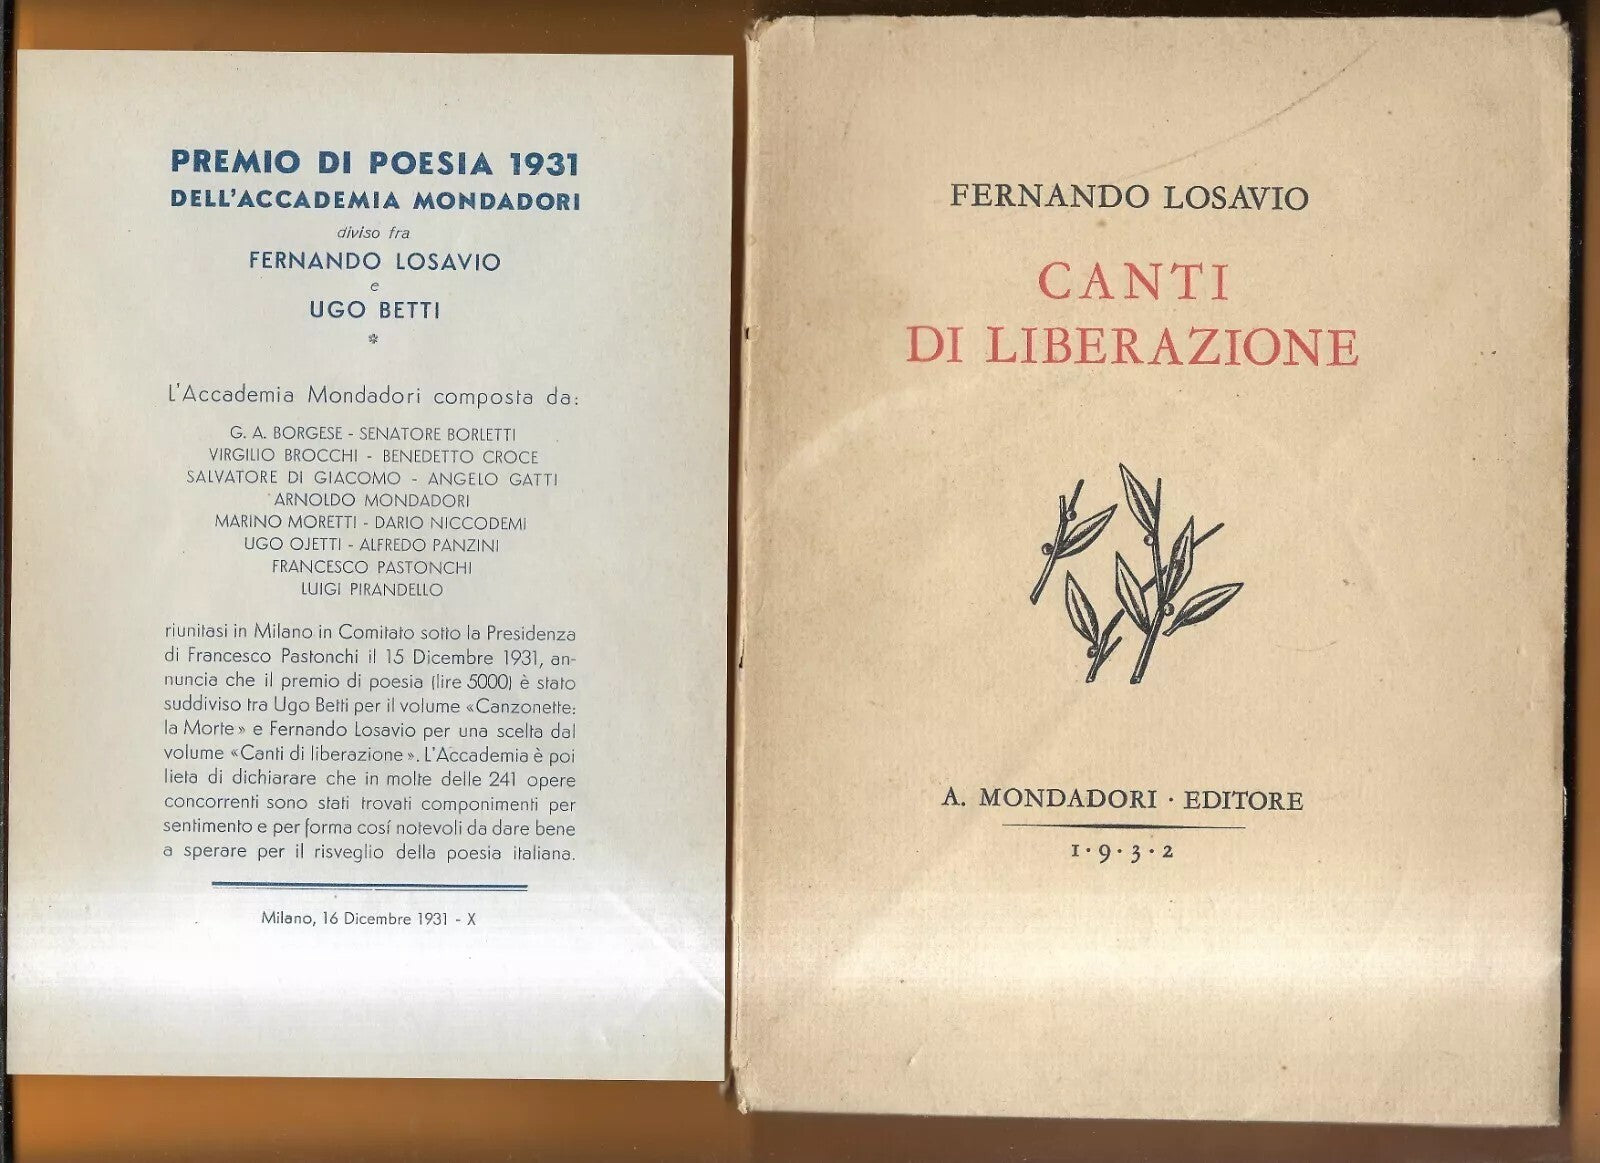 PREMIO DI POESIA 1931
DELL'ACCADEMIA MONDADORI
diviso fra
FERNANDO LOSAVIO
e
UGO BETTI
*
L'Accademia Mondadori composta da:
G. A. BORGESE - SENATORE BORLETTI
VIRGILIO BROCCHI - BENEDETTO CROCE
SALVATORE DI GIACOMO - ANGELO GATTI
ARNOLDO MONDADORI
MARINO MORETTI - DARIO NICCODEMI
UGO OJETTI - ALFREDO PANZINI
FRANCESCO PASTONCHI
LUIGI PIRANDELLO
riunitasi in Milano in Comitato sotto la Presidenza
di Francesco Pastonchi il 15 Dicembre 1931, an-
nuncia che il premio di poesia (lire 5000) è stato
suddiviso tra Ugo Betti per il volume «Canzonette:
la Morte» e Fernando Losavio per una scelta dal
volume «Canti di liberazione». L'Accademia è poi
lieta di dichiarare che in molte delle 241 opere
concorrenti sono stati trovati componimenti per
sentimento e per forma cosí notevoli da dare bene
a sperare per il risveglio della poesia italiana.
Milano, 16 Dicembre 1931 - X
FERNANDO LOSAVIO
CANTI
DI LIBERAZIONE
A. MONDADORI · EDITORE
1·9·3·2